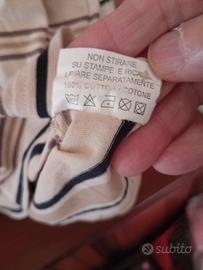 NON STIRARE
SU STAMPE E RICAMI
LAVARE SEPARATAMENTE
100% COTTON - COTONE
subito